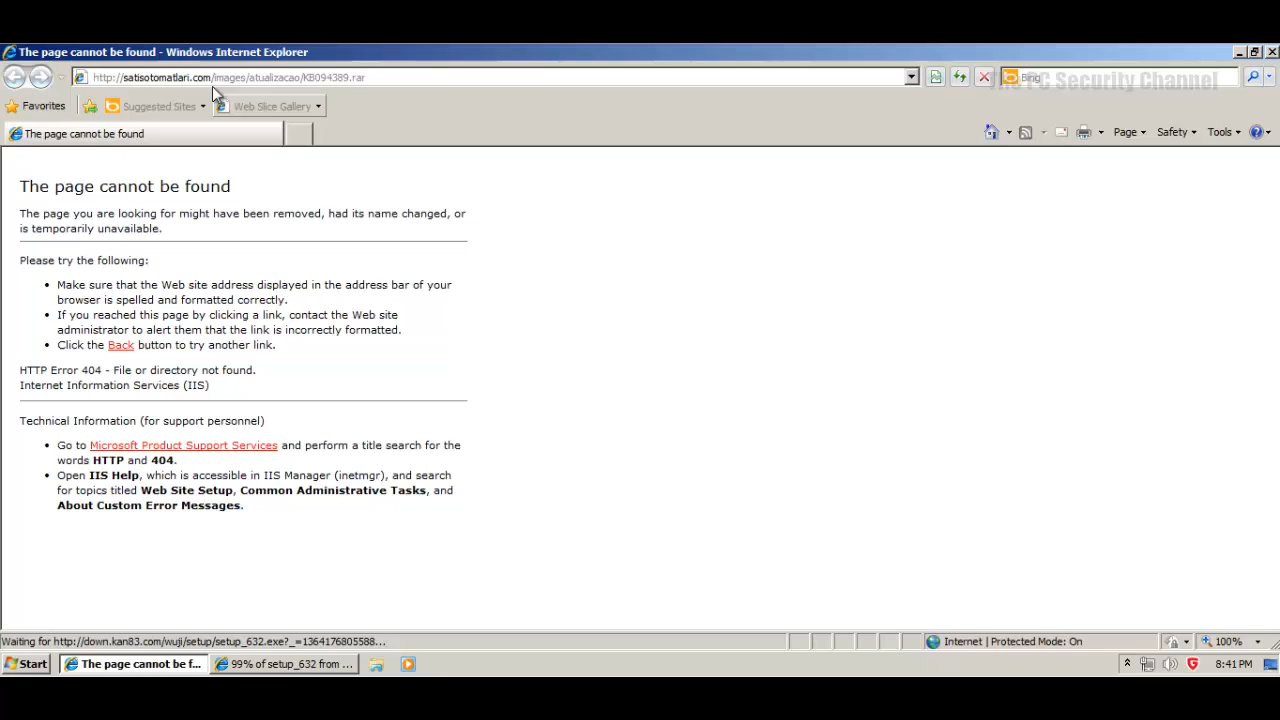 The page cannot be found - Windows Internet Explorer
http://satisotomatlari.com/images/atualizacao/KB094389.rar
Bing
The PC Security Channel
Favorites
Suggested Sites
Web Slice Gallery
The page cannot be found
Page
Safety
Tools
The page cannot be found
The page you are looking for might have been removed, had its name changed, or
is temporarily unavailable.
Please try the following:
• Make sure that the Web site address displayed in the address bar of your
browser is spelled and formatted correctly.
• If you reached this page by clicking a link, contact the Web site
administrator to alert them that the link is incorrectly formatted.
• Click the Back button to try another link.
HTTP Error 404 - File or directory not found.
Internet Information Services (IIS)
Technical Information (for support personnel)
• Go to Microsoft Product Support Services and perform a title search for the
words HTTP and 404.
• Open IIS Help, which is accessible in IIS Manager (inetmgr), and search
for topics titled Web Site Setup, Common Administrative Tasks, and
About Custom Error Messages.
Waiting for http://down.kan83.com/wuji/setup/setup_632.exe?_=1364176805588...
Internet | Protected Mode: On
100%
Start
The page cannot be f...
99% of setup_632 from ...
8:41 PM